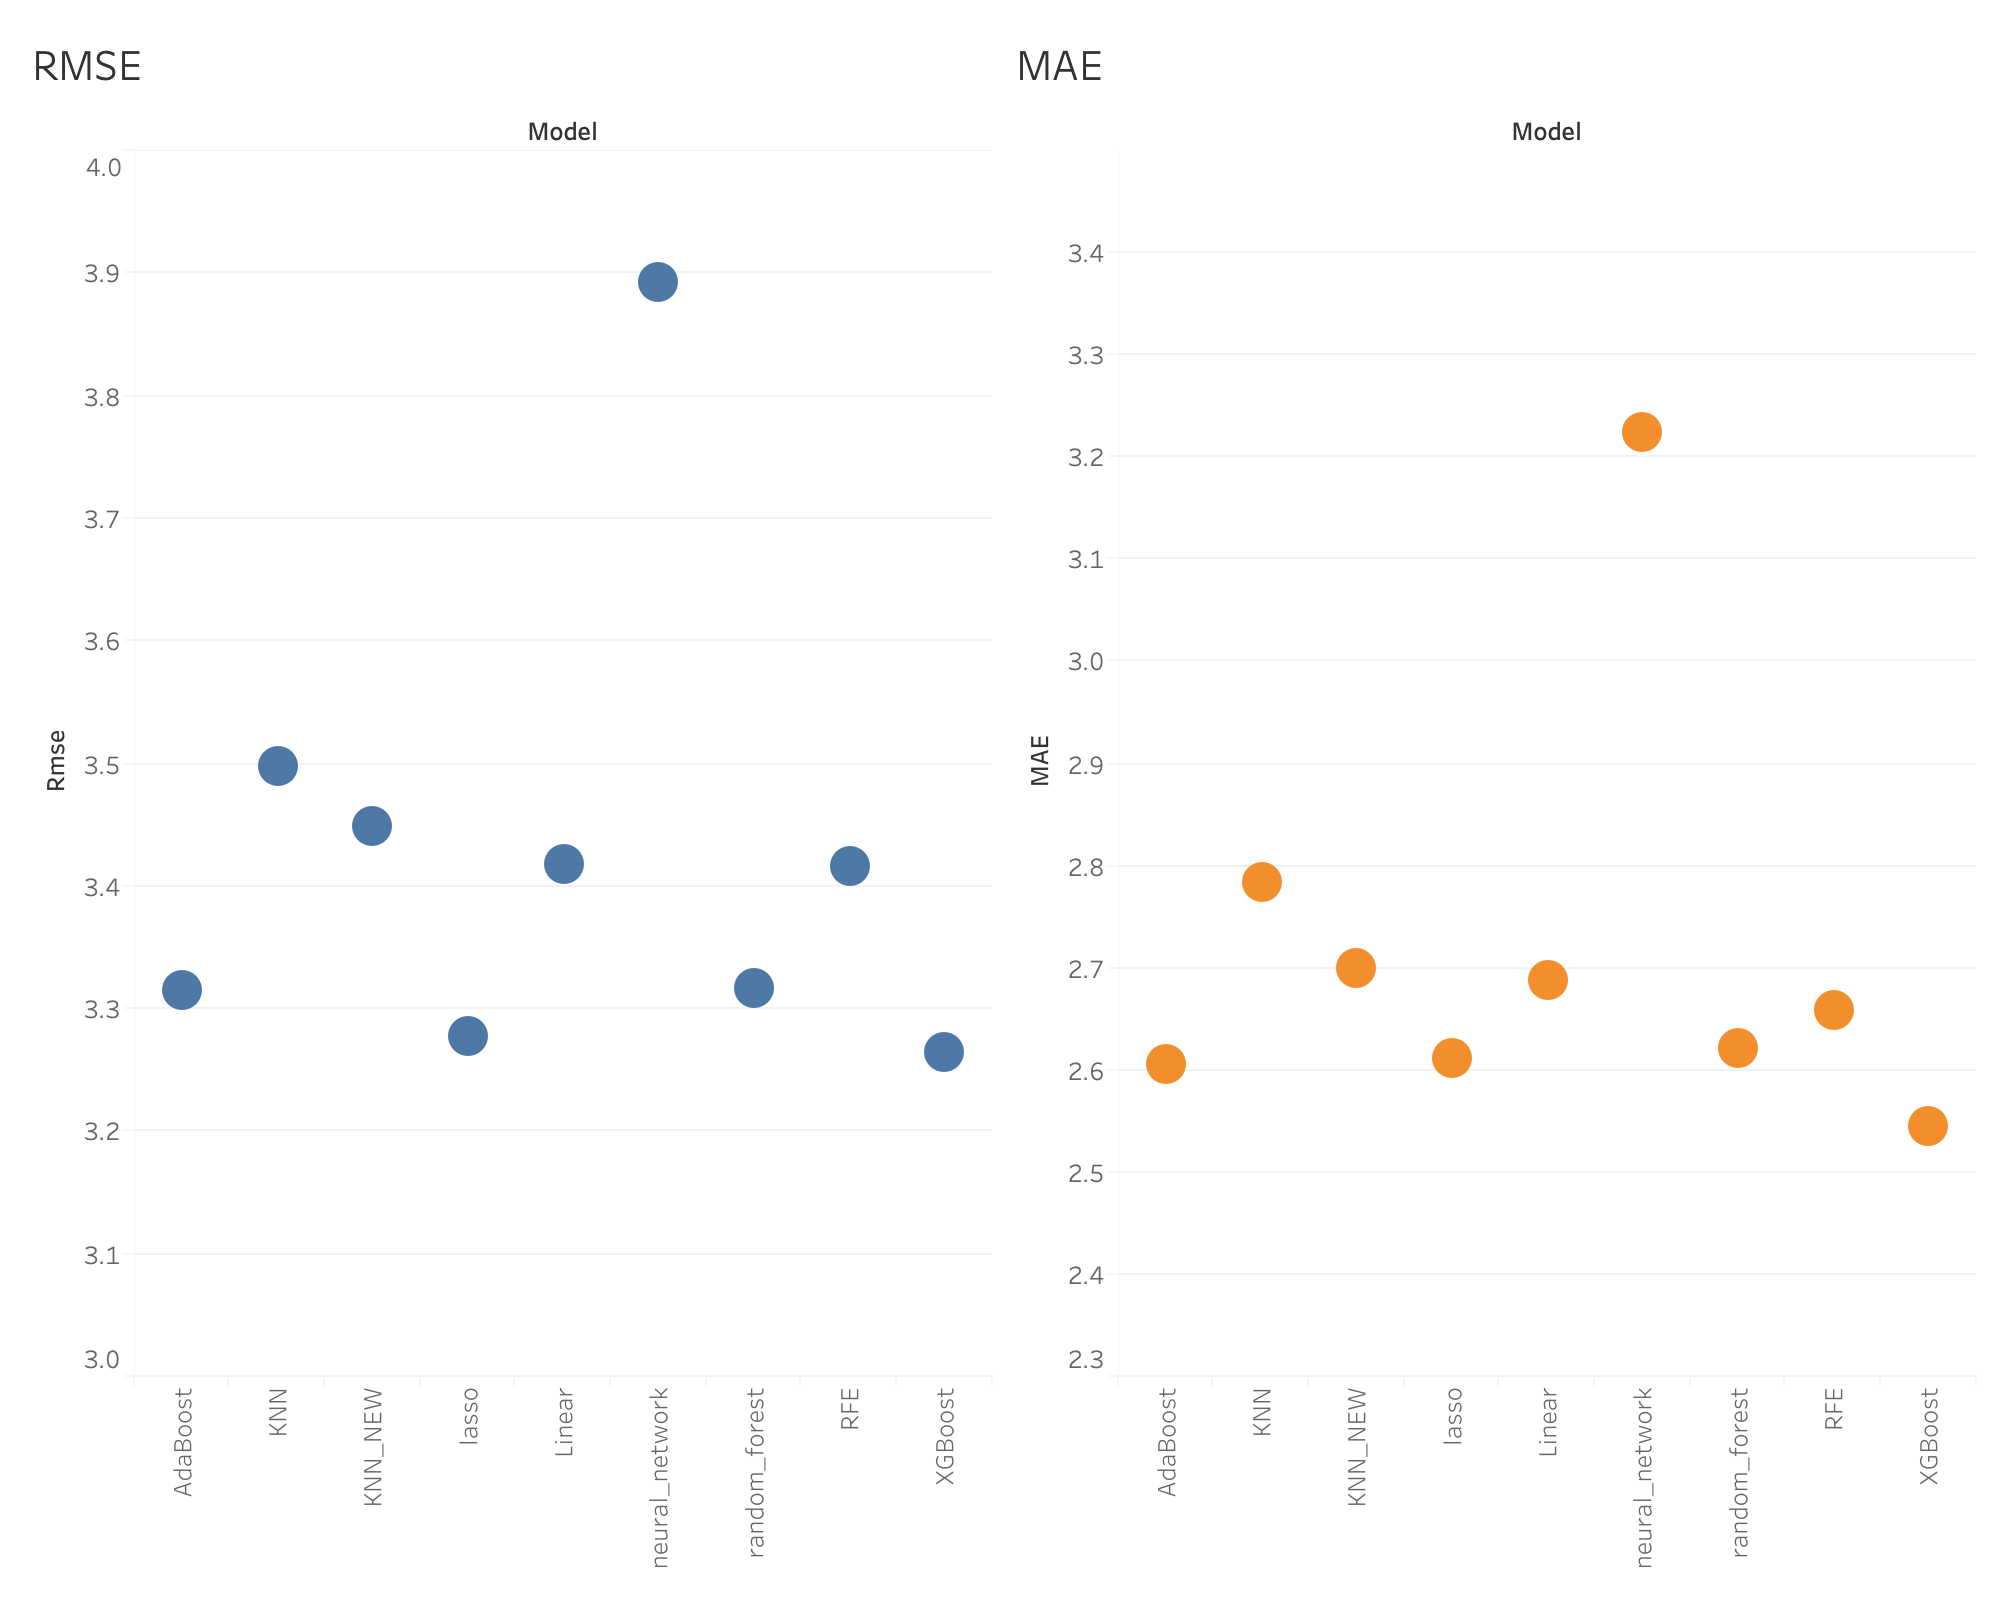 RMSE
Model
4.0
3.9
3.8
3.7
3.6
3.5
3.4
3.3
3.2
3.1
3.0
Rmse
AdaBoost
KNN
KNN_NEW
lasso
Linear
neural_network
random_forest
RFE
XGBoost
MAE
Model
3.4
3.3
3.2
3.1
3.0
2.9
2.8
2.7
2.6
2.5
2.4
2.3
MAE
AdaBoost
KNN
KNN_NEW
lasso
Linear
neural_network
random_forest
RFE
XGBoost